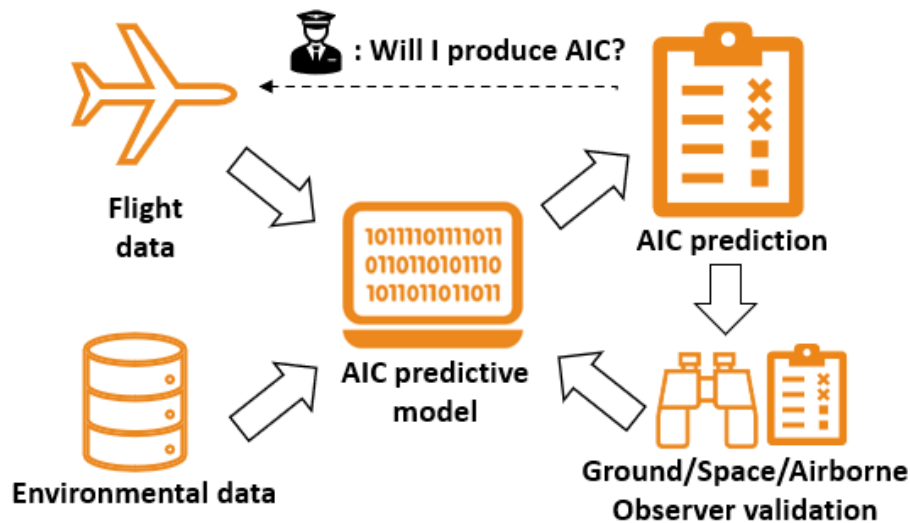 : Will I produce AIC?
Flight
data
10111101111011
0110110101110
1011011011011
AIC prediction
AIC predictive
model
Environmental data
Ground/Space/Airborne
Observer validation